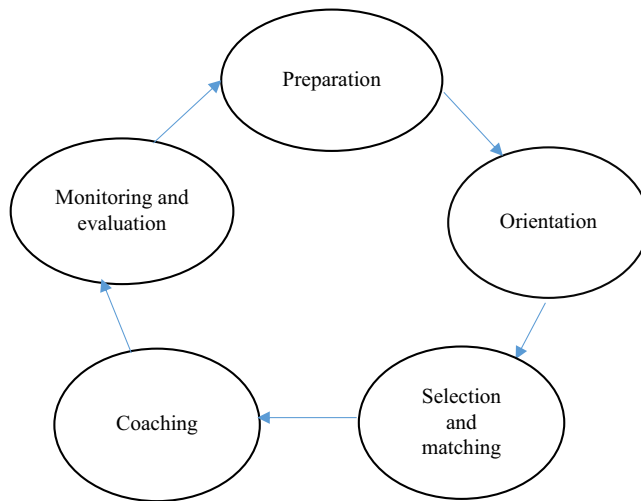 Preparation
Orientation
Selection
and
matching
Coaching
Monitoring and
evaluation